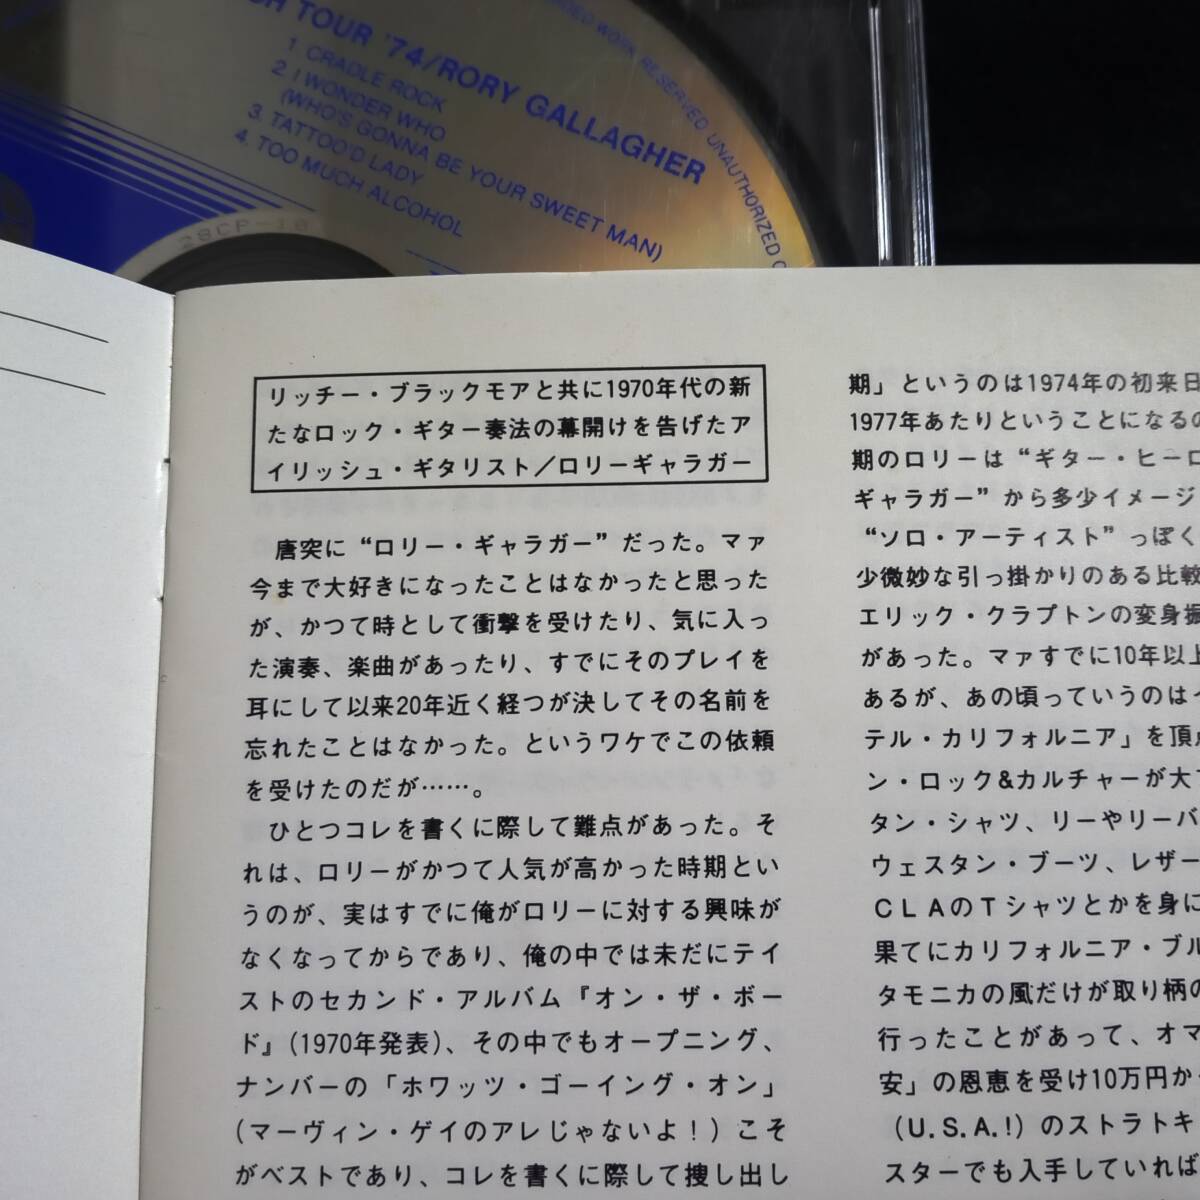 SH TOUR '74/RORY GALLAGHER
1. CRADLE ROCK
2. I WONDER WHO
(WHO'S GONNA BE YOUR SWEET MAN)
3. TATTOO'D LADY
4. TOO MUCH ALCOHOL
WORK RESERVED UNAUTHORIZED
28CP-
リッチー・ブラックモアと共に1970年代の新
たなロック・ギター奏法の幕開けを告げたア
イリッシュ・ギタリスト／ロリーギャラガー
唐突に“ロリー・ギャラガー”だった。マァ
今まで大好きになったことはなかったと思った
が、かつて時として衝撃を受けたり、気に入っ
た演奏、楽曲があったり、すでにそのプレイを
耳にして以来20年近く経つが決してその名前を
忘れたことはなかった。というワケでこの依頼
を受けたのだが……。
ひとつコレを書くに際して難点があった。そ
れは、ロリーがかつて人気が高かった時期とい
うのが、実はすでに俺がロリーに対する興味が
なくなってからであり、俺の中では未だにテイ
ストのセカンド・アルバム『オン・ザ・ボー
ド』(1970年発表)、その中でもオープニング、
ナンバーの「ホワッツ・ゴーイング・オン」
(マーヴィン・ゲイのアレじゃないよ！)こそ
がベストであり、コレを書くに際して捜し出し
期」というのは1974年の初来日
1977年あたりということになるの
期のロリーは“ギター・ヒーロ
ギャラガー”から多少イメージ
“ソロ・アーティスト”っぽく
少微妙な引っ掛かりのある比較
エリック・クラプトンの変身振
があった。マァすでに10年以上
あるが、あの頃っていうのは
テル・カリフォルニア」を頂点
ン・ロック&カルチャーが大
タン・シャツ、リーやリーバ
ウェスタン・ブーツ、レザー
CLAのTシャツとかを身に
果てにカリフォルニア・ブル
タモニカの風だけが取り柄の
行ったことがあって、オマ
安」の恩恵を受け10万円か
(U.S.A.!)のストラトキ
スターでも入手していれば